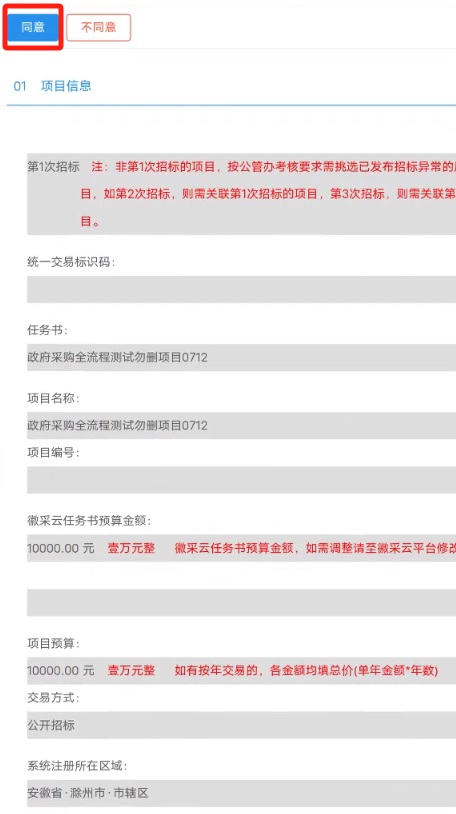 同意 不同意
01 项目信息
第1次招标 注：非第1次招标的项目，按公管办考核要求需挑选已发布招标异常的
目，如第2次招标，则需关联第1次招标的项目，第3次招标，则需关联第
目。
统一交易标识码：
任务书：
政府采购全流程测试勿删项目0712
项目名称：
政府采购全流程测试勿删项目0712
项目编号：
徽采云任务书预算金额：
10000.00 元 壹万元整 徽采云任务书预算金额，如需调整请至徽采云平台修改
项目预算：
10000.00 元 壹万元整 如有按年交易的，各金额均填总价(单年金额*年数)
交易方式：
公开招标
系统注册所在区域：
安徽省·滁州市·市辖区